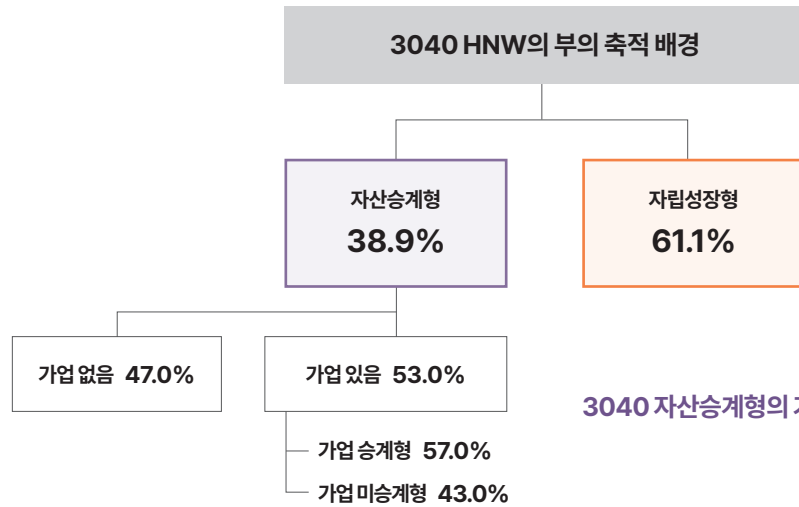 3040 HNW의 부의 축적 배경
자산승계형
38.9%
자립성장형
61.1%
가업 없음 47.0%
가업 있음 53.0%
3040 자산승계형의
가업 승계형 57.0%
가업 미승계형 43.0%